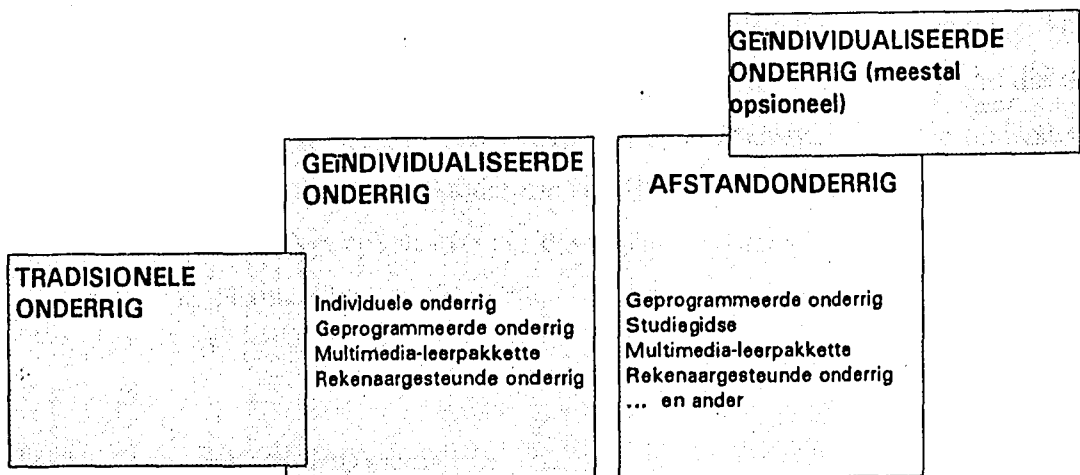 GEÏNDIVIDUALISEERDE
ONDERRIG (meestal
opsioneel)
GEÏNDIVIDUALISEERDE
ONDERRIG
AFSTANDONDERRIG
TRADISIONELE
ONDERRIG
Individuele onderrig
Geprogrammeerde onderrig
Multimedia-leerpakkette
Rekenaargesteunde onderrig
Geprogrammeerde onderrig
Studiegidse
Multimedia-leerpakkette
Rekenaargesteunde onderrig
... en ander